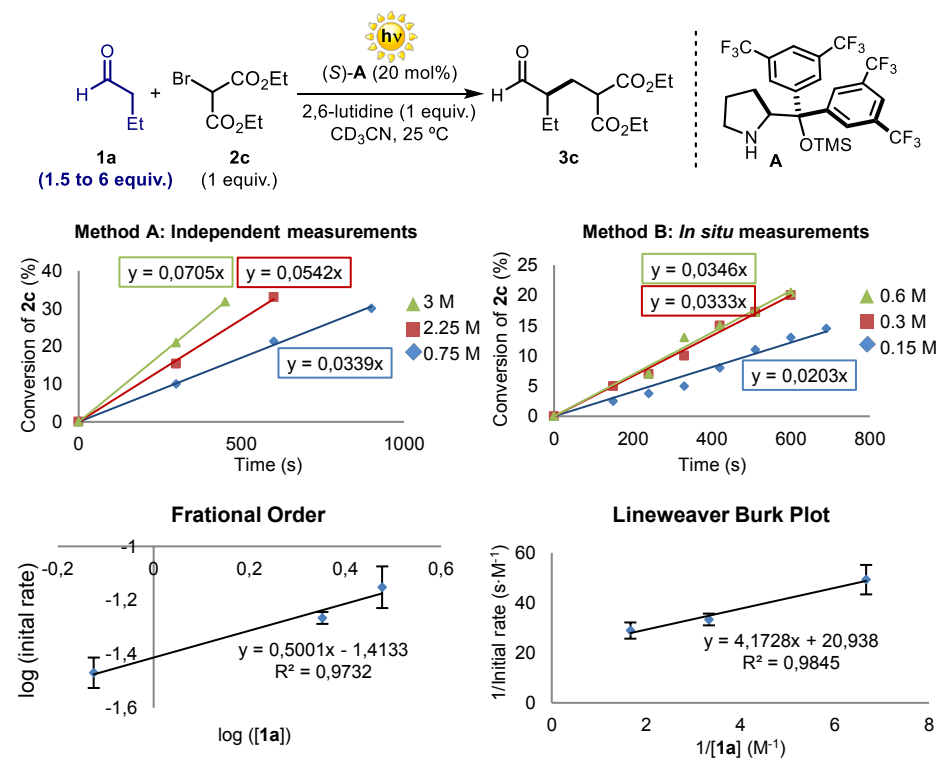 hν
O
H
Et
1a
(1.5 to 6 equiv.)
+
Br
CO₂Et
CO₂Et
2c
(1 equiv.)
(S)-A (20 mol%)
2,6-lutidine (1 equiv.)
CD₃CN, 25 ºC
O
H
Et
CO₂Et
CO₂Et
3c
CF₃
CF₃
CF₃
CF₃
N
H
OTMS
A
Method A: Independent measurements
Conversion of 2c (%)
40
30
20
10
0
0
500
1000
Time (s)
y = 0,0705x
y = 0,0542x
y = 0,0339x
3 M
2.25 M
0.75 M
Method B: In situ measurements
Conversion of 2c (%)
25
20
15
10
5
0
0
200
400
600
800
Time (s)
y = 0,0346x
y = 0,0333x
y = 0,0203x
0.6 M
0.3 M
0.15 M
Frational Order
log (inital rate)
-1
-1,2
-1,4
-1,6
-0,2
0
0,2
0,4
0,6
y = 0,5001x - 1,4133
R² = 0,9732
log ([1a])
Lineweaver Burk Plot
1/Initial rate (s·M⁻¹)
60
40
20
0
0
2
4
6
8
y = 4,1728x + 20,938
R² = 0,9845
1/[1a] (M⁻¹)